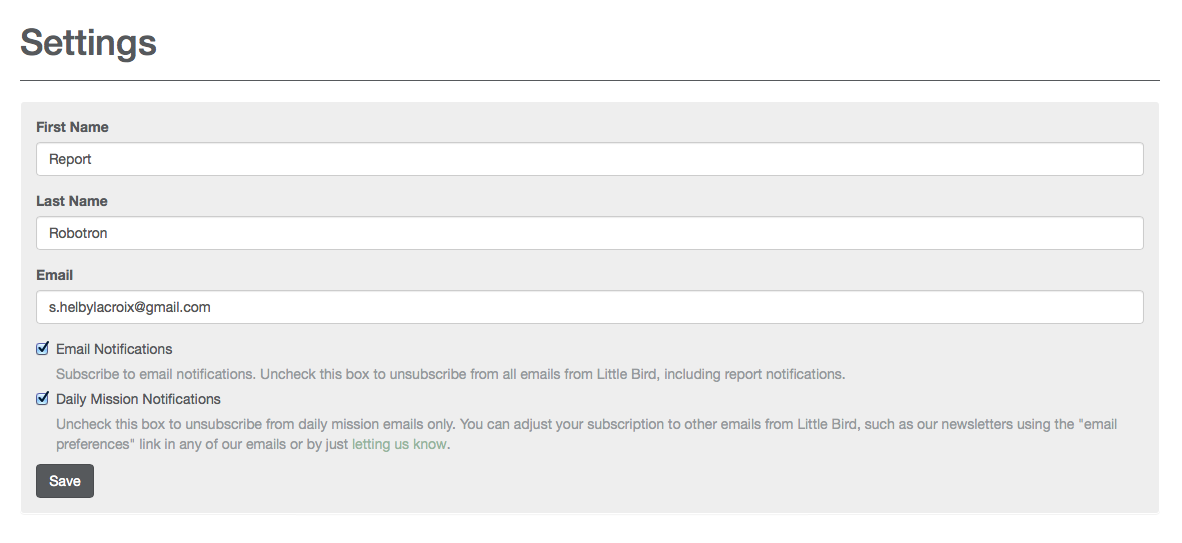 Settings
First Name
Report
Last Name
Robotron
Email
s.helbylacroix@gmail.com
Email Notifications
Subscribe to email notifications. Uncheck this box to unsubscribe from all emails from Little Bird, including report notifications.
Daily Mission Notifications
Uncheck this box to unsubscribe from daily mission emails only. You can adjust your subscription to other emails from Little Bird, such as our newsletters using the "email
preferences" link in any of our emails or by just letting us know.
Save